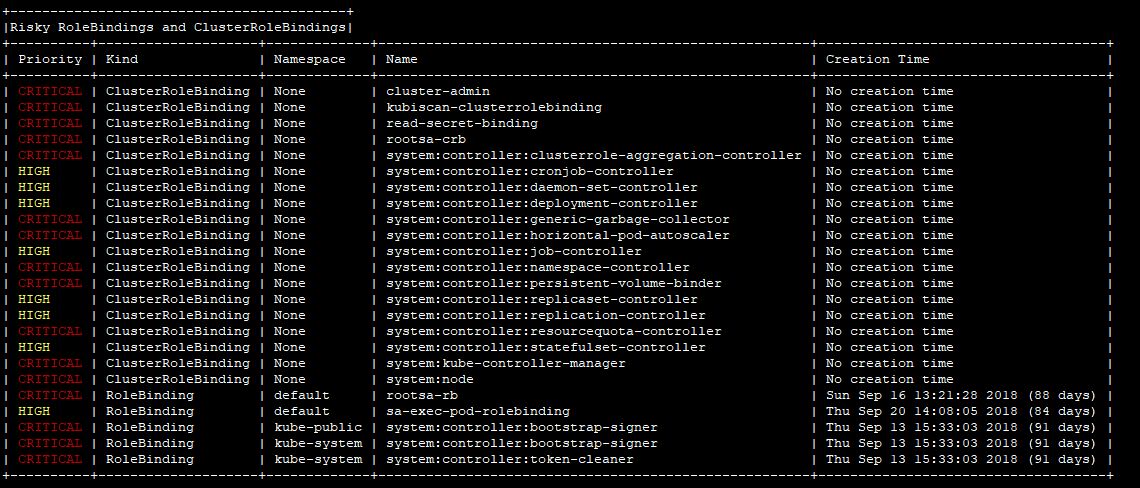 +------------------------------------------+
|Risky RoleBindings and ClusterRoleBindings|
+----------+--------------------+-------------+------------------------------------------------------+------------------------------------+
| Priority | Kind | Namespace | Name | Creation Time |
+----------+--------------------+-------------+------------------------------------------------------+------------------------------------+
| CRITICAL | ClusterRoleBinding | None | cluster-admin | No creation time |
| CRITICAL | ClusterRoleBinding | None | kubiscan-clusterrolebinding | No creation time |
| CRITICAL | ClusterRoleBinding | None | read-secret-binding | No creation time |
| CRITICAL | ClusterRoleBinding | None | rootsa-crb | No creation time |
| CRITICAL | ClusterRoleBinding | None | system:controller:clusterrole-aggregation-controller | No creation time |
| HIGH | ClusterRoleBinding | None | system:controller:cronjob-controller | No creation time |
| HIGH | ClusterRoleBinding | None | system:controller:daemon-set-controller | No creation time |
| HIGH | ClusterRoleBinding | None | system:controller:deployment-controller | No creation time |
| CRITICAL | ClusterRoleBinding | None | system:controller:generic-garbage-collector | No creation time |
| CRITICAL | ClusterRoleBinding | None | system:controller:horizontal-pod-autoscaler | No creation time |
| HIGH | ClusterRoleBinding | None | system:controller:job-controller | No creation time |
| CRITICAL | ClusterRoleBinding | None | system:controller:namespace-controller | No creation time |
| CRITICAL | ClusterRoleBinding | None | system:controller:persistent-volume-binder | No creation time |
| HIGH | ClusterRoleBinding | None | system:controller:replicaset-controller | No creation time |
| HIGH | ClusterRoleBinding | None | system:controller:replication-controller | No creation time |
| CRITICAL | ClusterRoleBinding | None | system:controller:resourcequota-controller | No creation time |
| HIGH | ClusterRoleBinding | None | system:controller:statefulset-controller | No creation time |
| CRITICAL | ClusterRoleBinding | None | system:kube-controller-manager | No creation time |
| CRITICAL | ClusterRoleBinding | None | system:node | No creation time |
| CRITICAL | RoleBinding | default | rootsa-rb | Sun Sep 16 13:21:28 2018 (88 days) |
| HIGH | RoleBinding | default | sa-exec-pod-rolebinding | Thu Sep 20 14:08:05 2018 (84 days) |
| CRITICAL | RoleBinding | kube-public | system:controller:bootstrap-signer | Thu Sep 13 15:33:03 2018 (91 days) |
| CRITICAL | RoleBinding | kube-system | system:controller:bootstrap-signer | Thu Sep 13 15:33:03 2018 (91 days) |
| CRITICAL | RoleBinding | kube-system | system:controller:token-cleaner | Thu Sep 13 15:33:03 2018 (91 days) |
+----------+--------------------+-------------+------------------------------------------------------+------------------------------------+